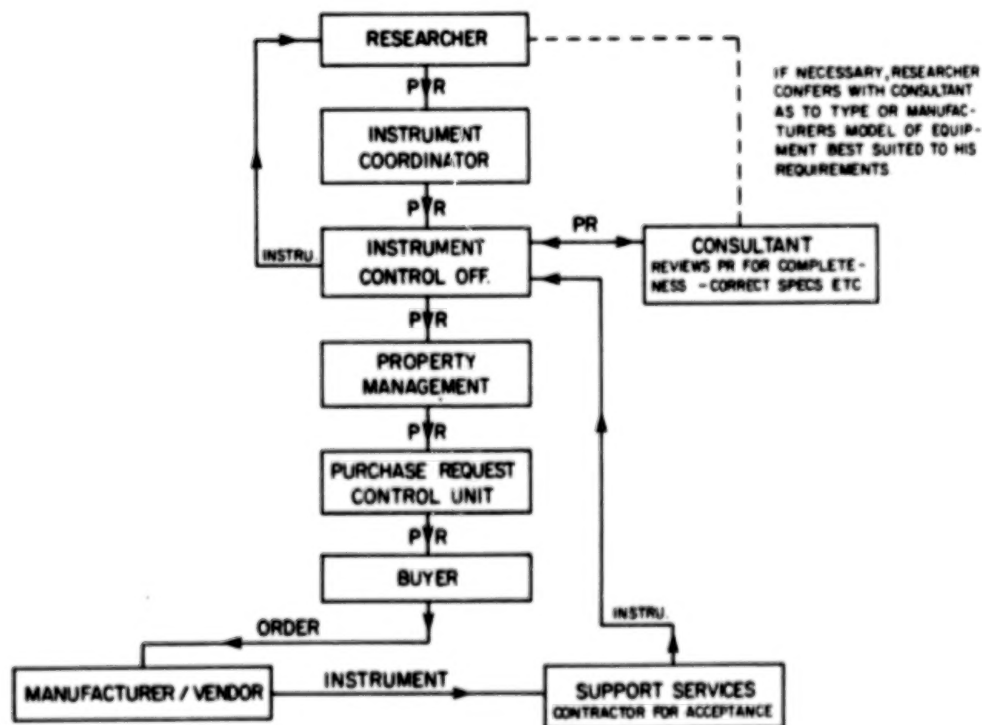 RESEARCHER
IF NECESSARY, RESEARCHER
CONFERS WITH CONSULTANT
AS TO TYPE OR MANUFAC-
TURERS MODEL OF EQUIP-
MENT BEST SUITED TO HIS
REQUIREMENTS
PR
INSTRUMENT
COORDINATOR
PR
INSTRU.
INSTRUMENT
CONTROL OFF.
PR
CONSULTANT
REVIEWS PR FOR COMPLETE-
NESS - CORRECT SPECS ETC
PR
PROPERTY
MANAGEMENT
PR
PURCHASE REQUEST
CONTROL UNIT
PR
BUYER
ORDER
INSTRU.
MANUFACTURER / VENDOR
INSTRUMENT
SUPPORT SERVICES
CONTRACTOR FOR ACCEPTANCE